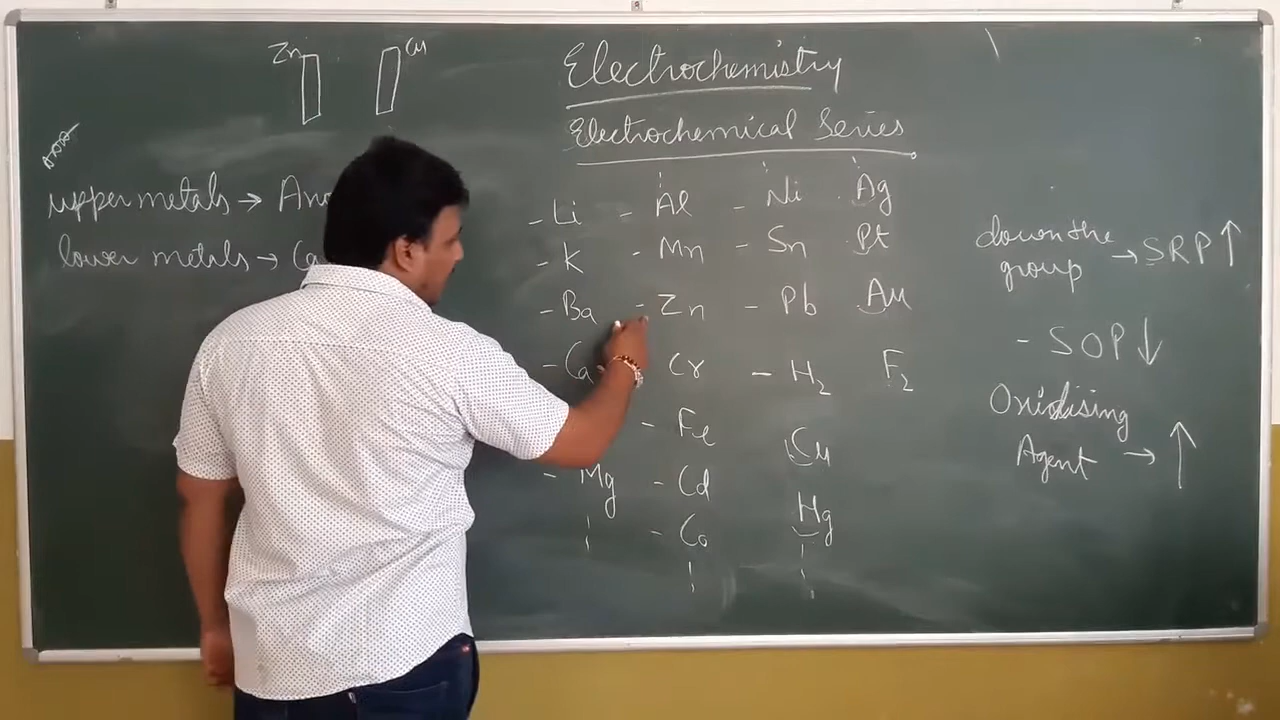 Zn Cu
Electrochemistry
Electrochemical Series
upper metals → Ano
lower metals → Ca
- Li
- K
- Ba
- Ca
- Mg
- Al
- Mn
- Zn
Cr
- Fe
- Cd
- Co
- Ni
- Sn
- Pb
- H2
Cu
Hg
Ag
Pt
Au
F2
down the
group → SRP ↑
- SOP ↓
Oxidising
Agent → ↑